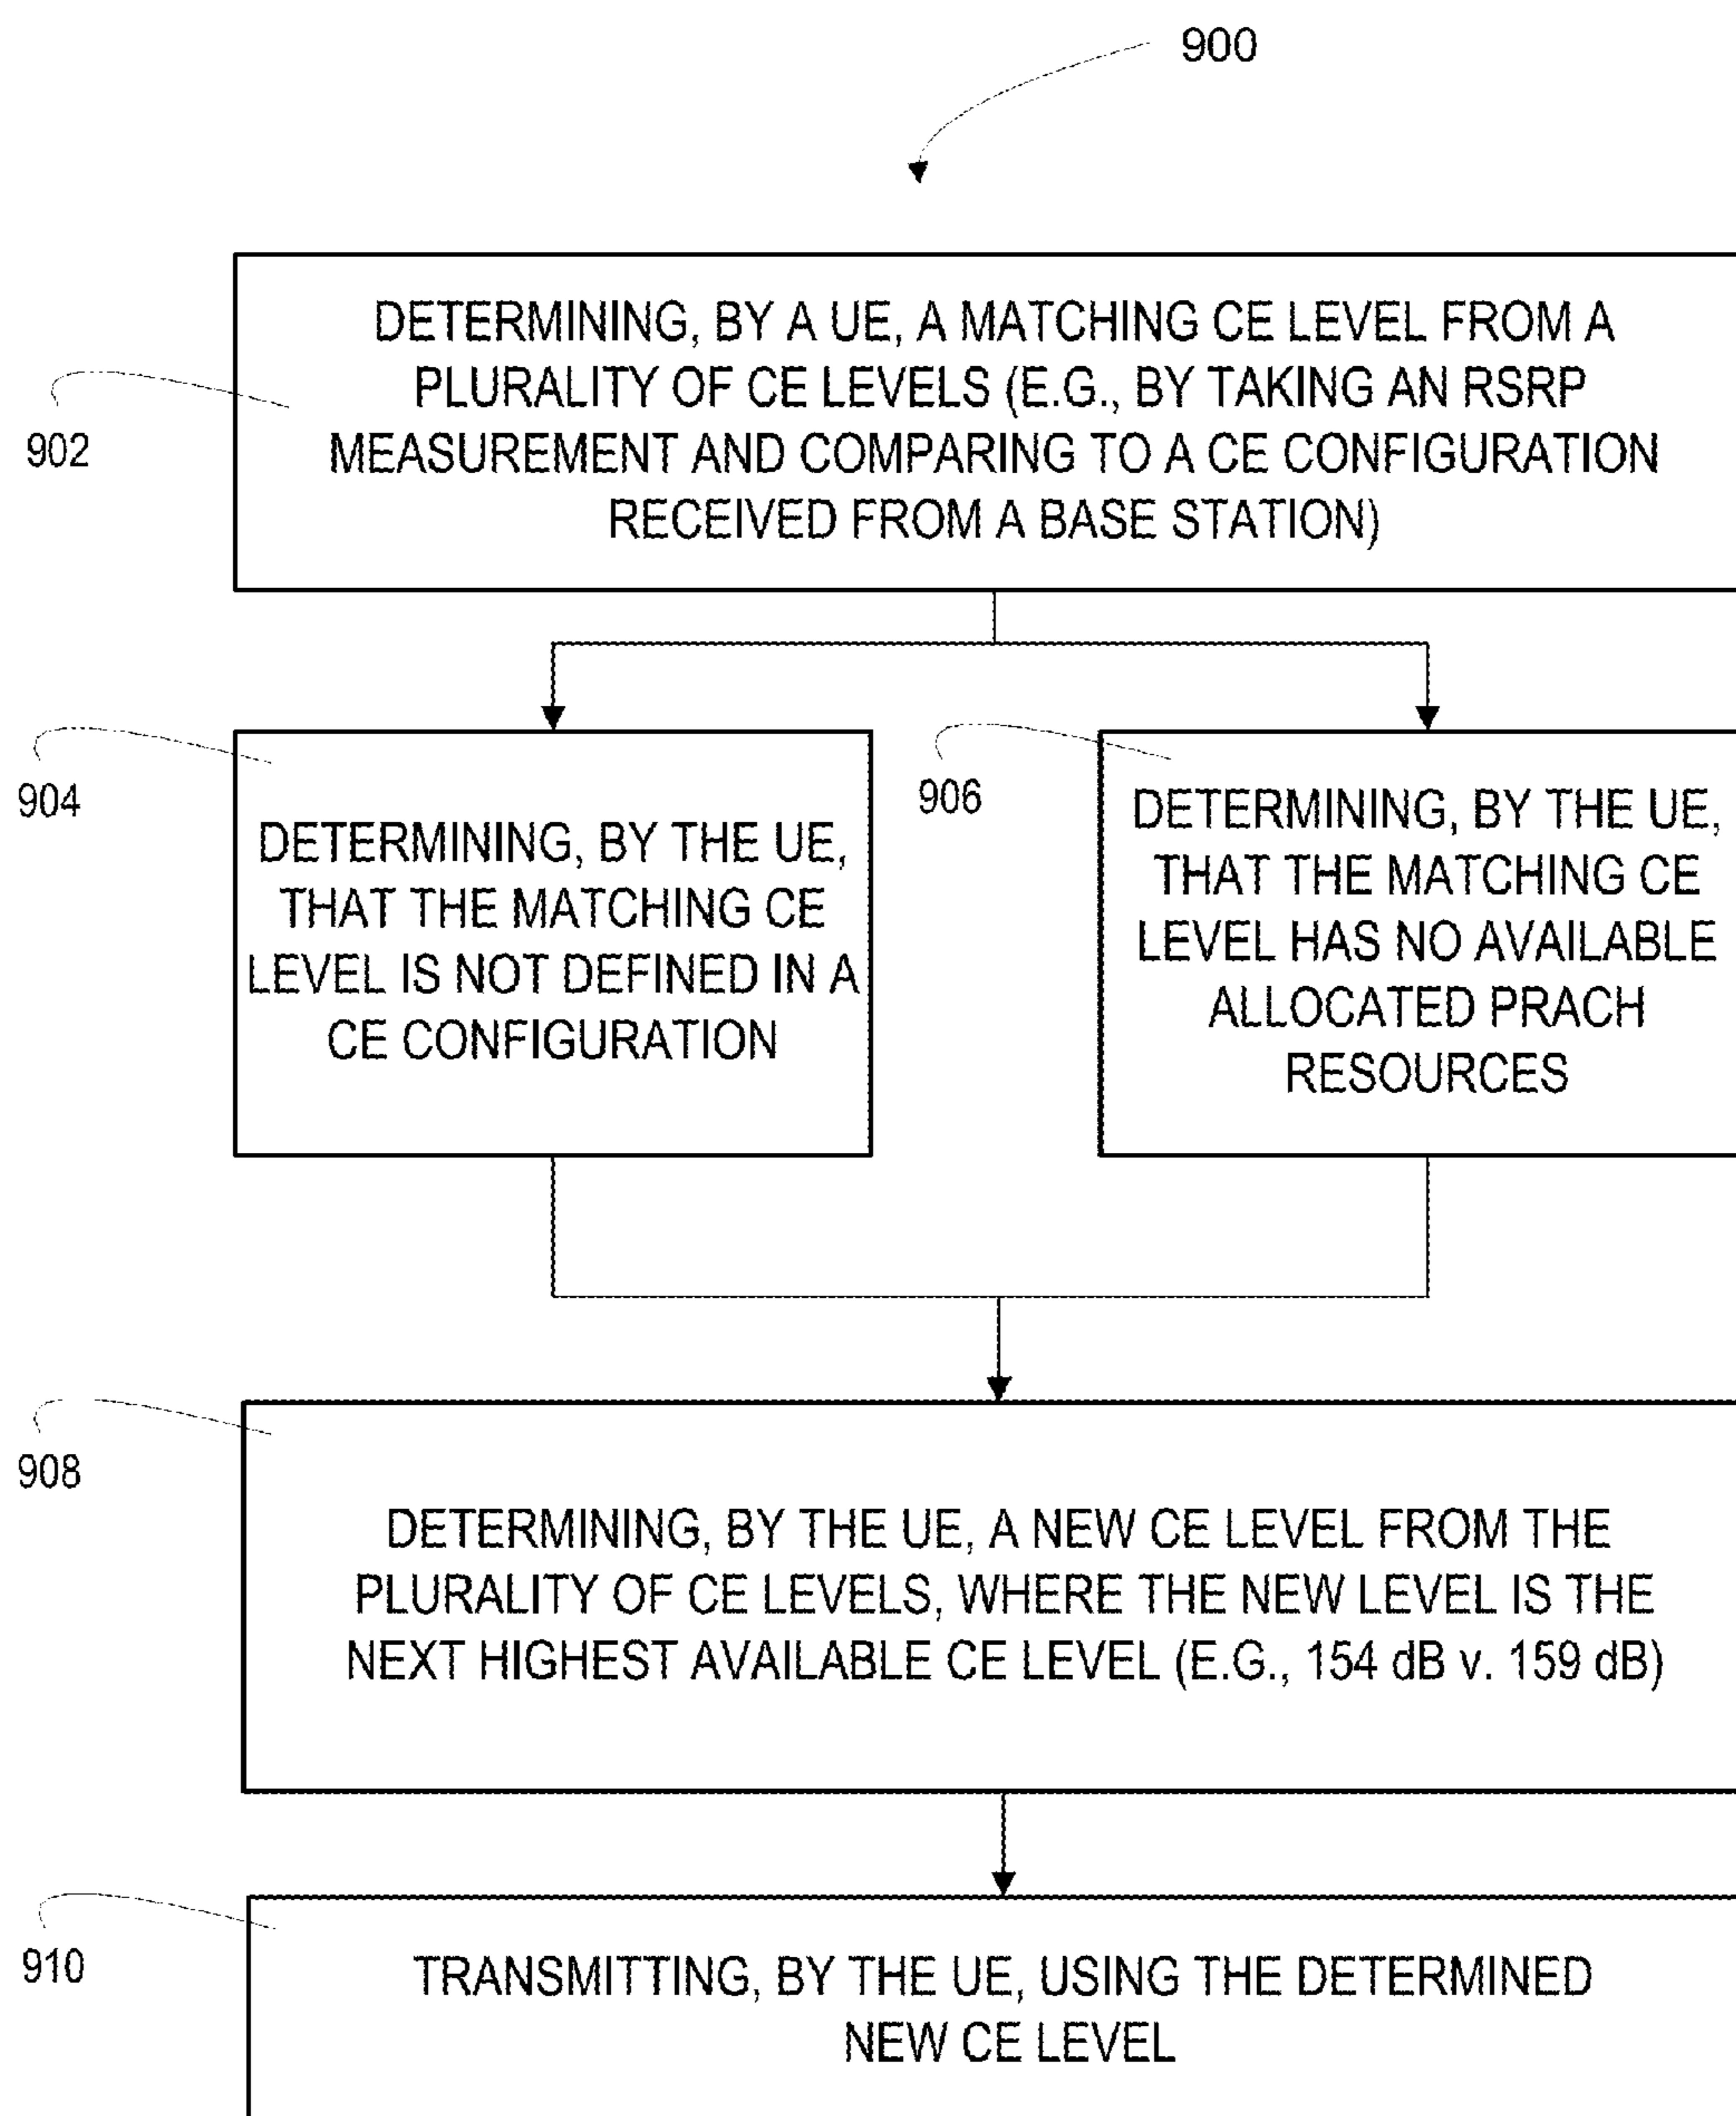 900
902
DETERMINING, BY A UE, A MATCHING CE LEVEL FROM A
PLURALITY OF CE LEVELS (E.G., BY TAKING AN RSRP
MEASUREMENT AND COMPARING TO A CE CONFIGURATION
RECEIVED FROM A BASE STATION)
904
DETERMINING, BY THE UE,
THAT THE MATCHING CE
LEVEL IS NOT DEFINED IN A
CE CONFIGURATION
906
DETERMINING, BY THE UE,
THAT THE MATCHING CE
LEVEL HAS NO AVAILABLE
ALLOCATED PRACH
RESOURCES
908
DETERMINING, BY THE UE, A NEW CE LEVEL FROM THE
PLURALITY OF CE LEVELS, WHERE THE NEW LEVEL IS THE
NEXT HIGHEST AVAILABLE CE LEVEL (E.G., 154 dB v. 159 dB)
910
TRANSMITTING, BY THE UE, USING THE DETERMINED
NEW CE LEVEL